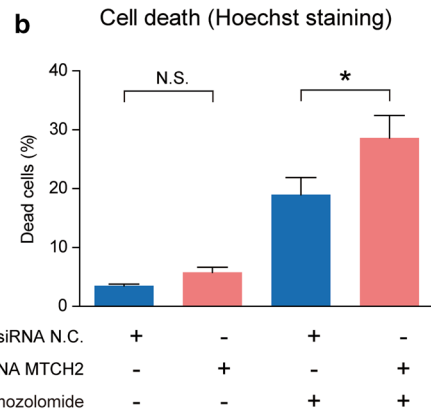 b
Cell death (Hoechst staining)
Dead cells (%)
40
30
20
10
0
N.S.
*
siRNA N.C. + - + -
NA MTCH2 - + - +
nozolomide - - + +